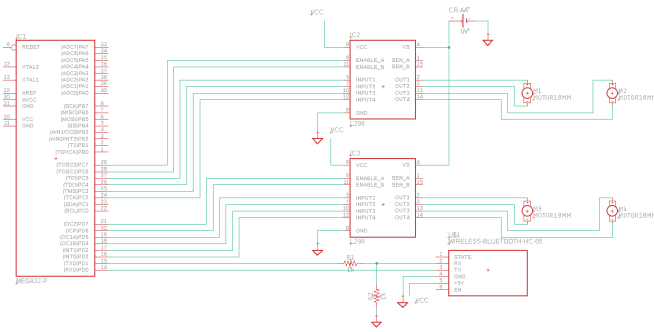 IC1
RESET
XTAL2
XTAL1
AREF
AVCC
GND
VCC
GND
(ADC7)PA7
(ADC6)PA6
(ADC5)PA5
(ADC4)PA4
(ADC3)PA3
(ADC2)PA2
(ADC1)PA1
(ADC0)PA0
(SCK)PB7
(MISO)PB6
(MOSI)PB5
(SS)PB4
(AIN1/OC0)PB3
(AIN0/INT2)PB2
(T1)PB1
(T0/XCK)PB0
(TOSC2)PC7
(TOSC1)PC6
(TDI)PC5
(TDO)PC4
(TMS)PC3
(TCK)PC2
(SDA)PC1
(SCL)PC0
(OC2)PD7
(ICP)PD6
(OC1A)PD5
(OC1B)PD4
(INT1)PD3
(INT0)PD2
(TXD)PD1
(RXD)PD0
MEGA32-P
VCC
IC2
VCC
ENABLE_A
ENABLE_B
INPUT1
INPUT2
INPUT3
INPUT4
GND
VS
SEN_A
SEN_B
OUT1
OUT2
OUT3
OUT4
L298
CR-AA
9V
M1
MOTOR18MM
M2
MOTOR18MM
VCC
IC3
VCC
ENABLE_A
ENABLE_B
INPUT1
INPUT2
INPUT3
INPUT4
GND
VS
SEN_A
SEN_B
OUT1
OUT2
OUT3
OUT4
L298
M3
MOTOR18MM
M4
MOTOR18MM
WIRELESS-BLUETOOTH-HC-05
STATE
RX
TX
GND
+5V
EN
R1
1k
VCC